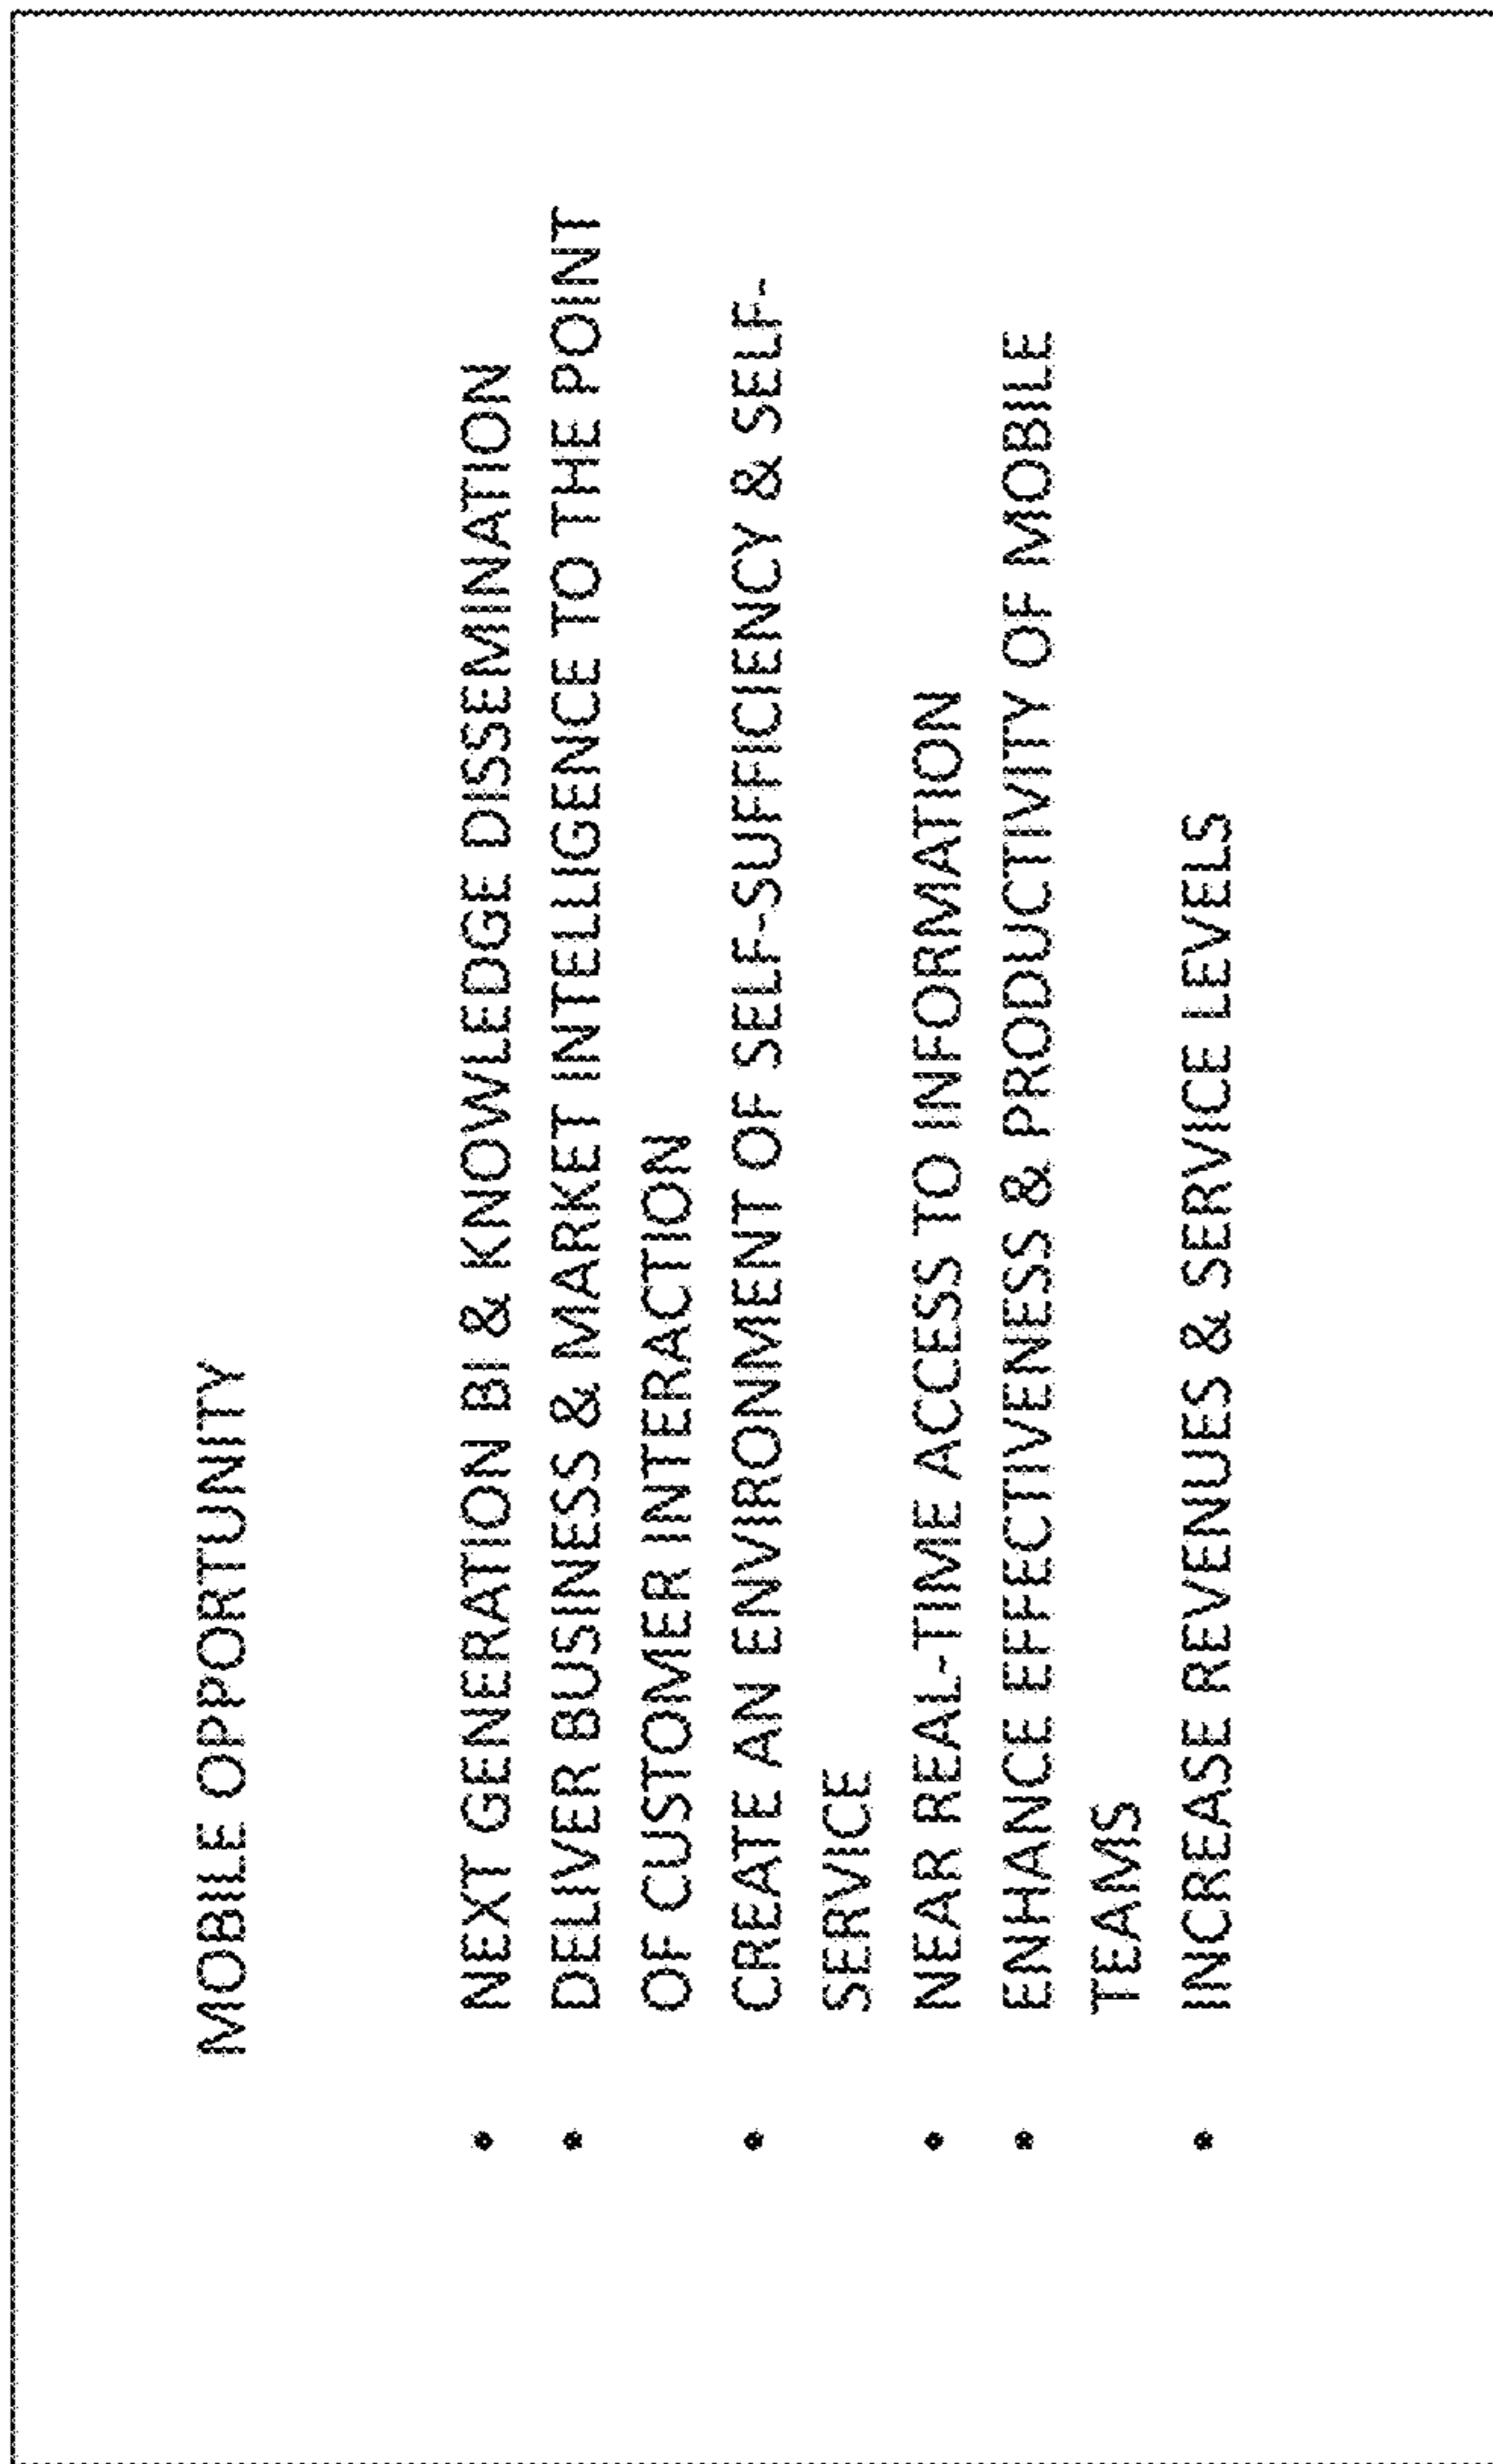 MOBILE OPPORTUNITY
• NEXT GENERATION BI & KNOWLEDGE DISSEMINATION
• DELIVER BUSINESS & MARKET INTELLIGENCE TO THE POINT
OF CUSTOMER INTERACTION
• CREATE AN ENVIRONMENT OF SELF-SUFFICIENCY & SELF-
SERVICE
• NEAR REAL-TIME ACCESS TO INFORMATION
• ENHANCE EFFECTIVENESS & PRODUCTIVITY OF MOBILE
TEAMS
• INCREASE REVENUES & SERVICE LEVELS